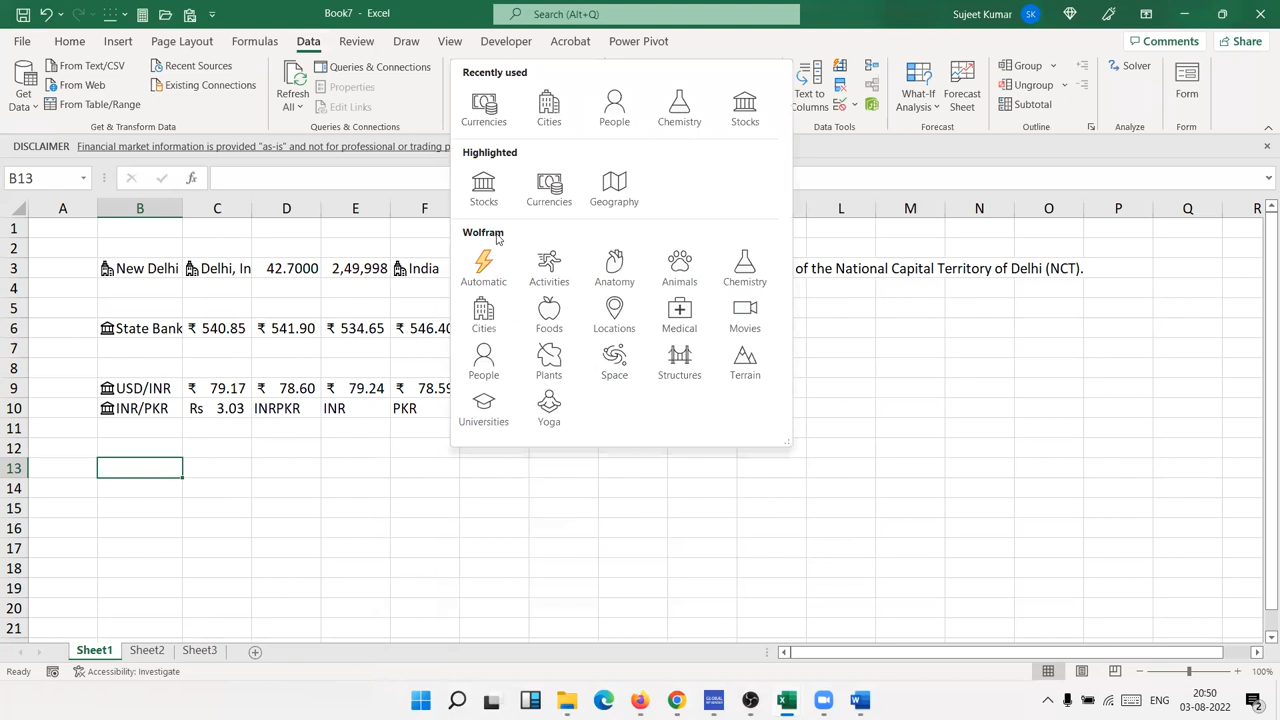 Book7 - Excel
Search (Alt+Q)
Sujeet Kumar
SK
File Home Insert Page Layout Formulas Data Review View Developer Acrobat Power Pivot
Comments
Share
Get Data
From Text/CSV
From Web
From Table/Range
Recent Sources
Existing Connections
Get & Transform Data
Refresh All
Queries & Connections
Properties
Edit Links
Queries & Connections
Recently used
Currencies Cities People Chemistry Stocks
Highlighted
Stocks Currencies Geography
Wolfram
Automatic Activities Anatomy Animals Chemistry
Cities Foods Locations Medical Movies
People Plants Space Structures Terrain
Universities Yoga
Text to Columns
Data Tools
What-If Analysis
Forecast Sheet
Forecast
Group
Ungroup
Subtotal
Outline
Solver
Analyze
Form
Form
DISCLAIMER Financial market information is provided "as-is" and not for professional or trading p
B13
fx
A B C D E F L M N O P Q R
1
2
3 New Delhi Delhi, In 42.7000 2,49,998 India of the National Capital Territory of Delhi (NCT).
4
5
6 State Bank ₹ 540.85 ₹ 541.90 ₹ 534.65 ₹ 546.40
7
8
9 USD/INR ₹ 79.17 ₹ 78.60 ₹ 79.24 ₹ 78.59
10 INR/PKR Rs 3.03 INRPKR INR PKR
11
12
13
14
15
16
17
18
19
20
21
Sheet1 Sheet2 Sheet3
Ready
Accessibility: Investigate
100%
ENG
20:50
03-08-2022
2